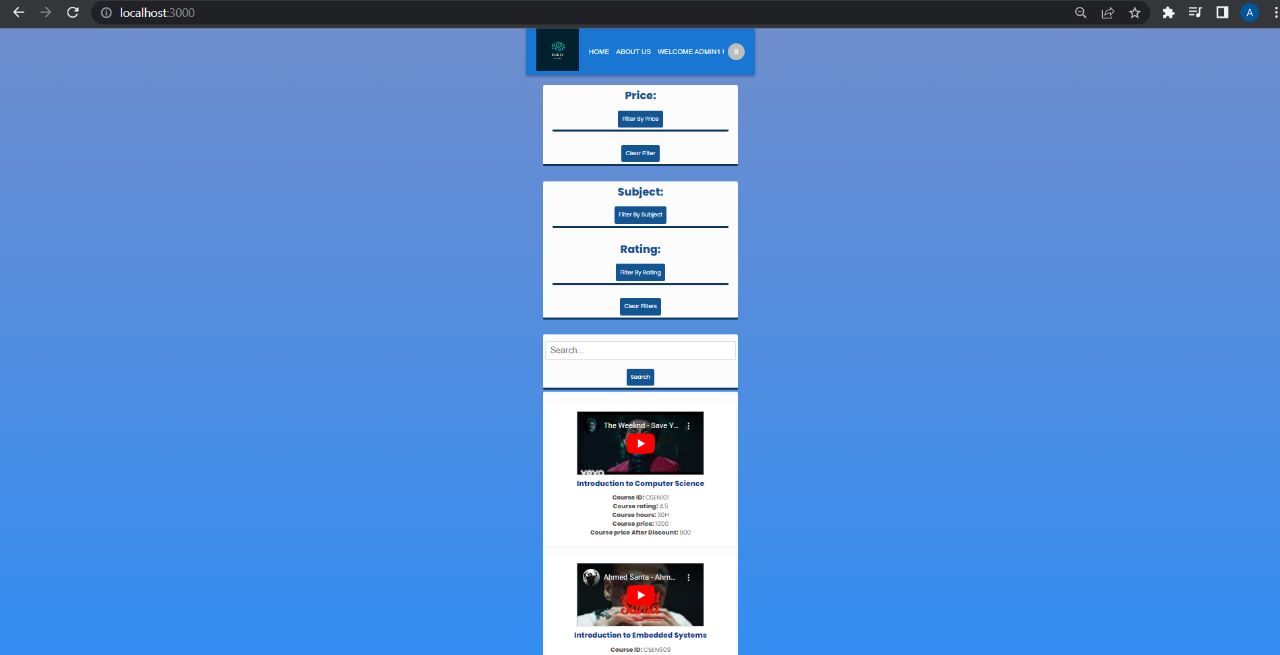 localhost:3000
A
HOME ABOUT US WELCOME ADMIN1 ! 8
Price:
Filter By Price
Clear Filter
Subject:
Filter By Subject
Rating:
Filter By Rating
Clear Filters
Search...
Search
The Weeknd - Save Y...
Introduction to Computer Science
Course ID: CSEN101
Course rating: 4.5
Course hours: 30H
Course price: 1000
Course price After Discount: 900
Ahmed Santa - Ahm...
Introduction to Embedded Systems
Course ID: CSEN609